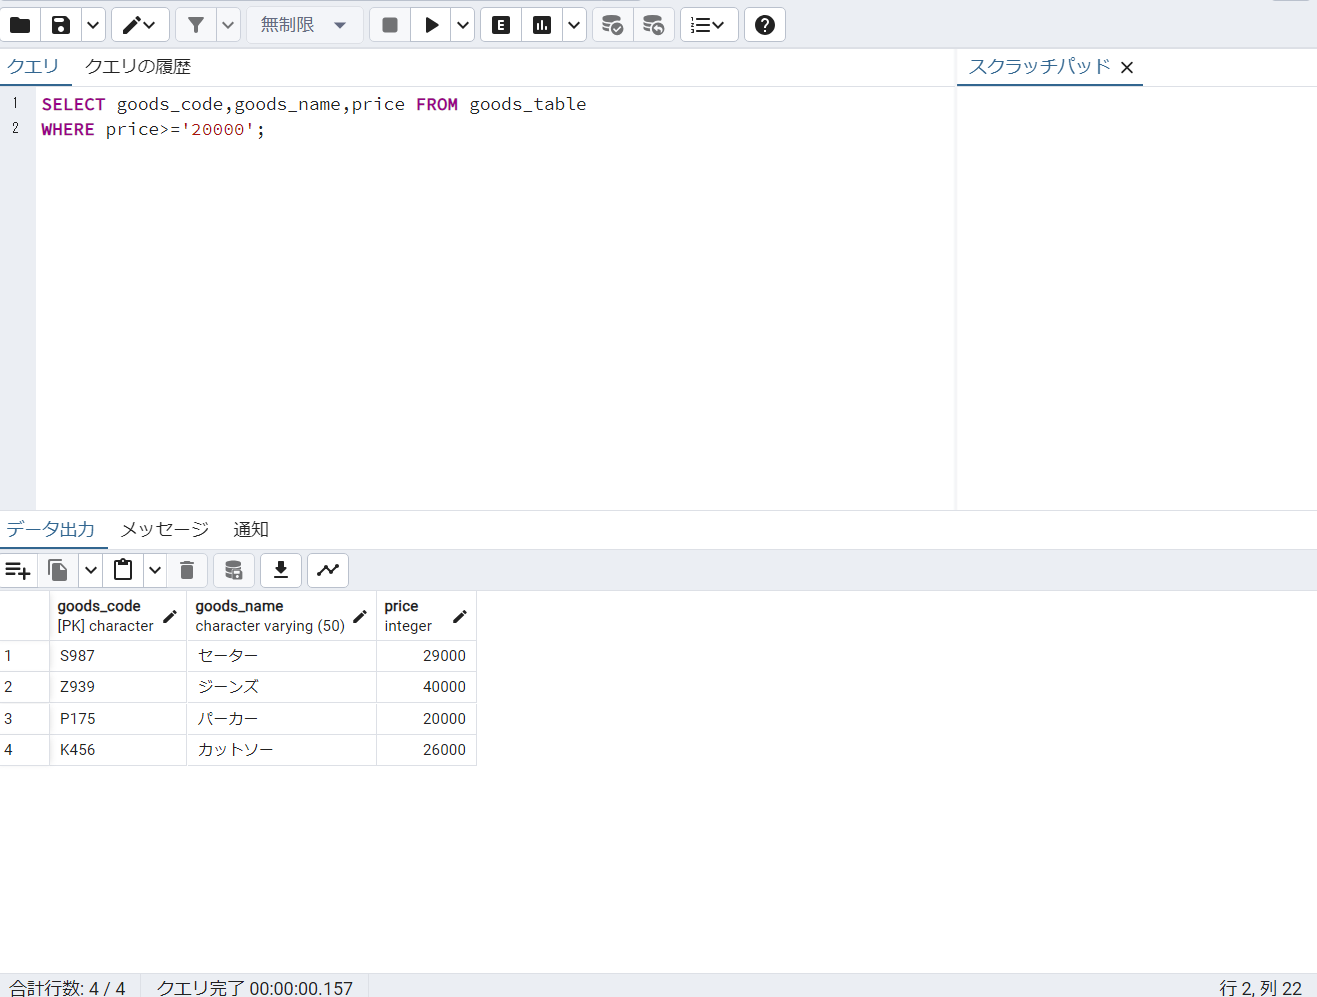 無制限
E
クエリ クエリの履歴 スクラッチパッド
1 SELECT goods_code,goods_name,price FROM goods_table
2 WHERE price>='20000';
データ出力 メッセージ 通知
goods_code goods_name price
[PK] character character varying (50) integer
1 S987 セーター 29000
2 Z939 ジーンズ 40000
3 P175 パーカー 20000
4 K456 カットソー 26000
合計行数: 4 / 4 クエリ完了 00:00:00.157 行 2, 列 22